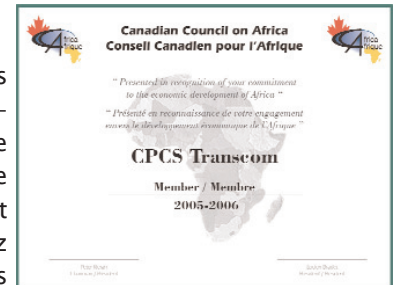 Canadian Council on Africa
Conseil Canadien pour l'Afrique
" Presented in recognition of your commitment
to the economic development of Africa "
" Présenté en reconnaissance de votre engagement
envers le développement économique de l'Afrique "
CPCS Transcom
Member / Membre
2005-2006
s
e
e
t
z
s